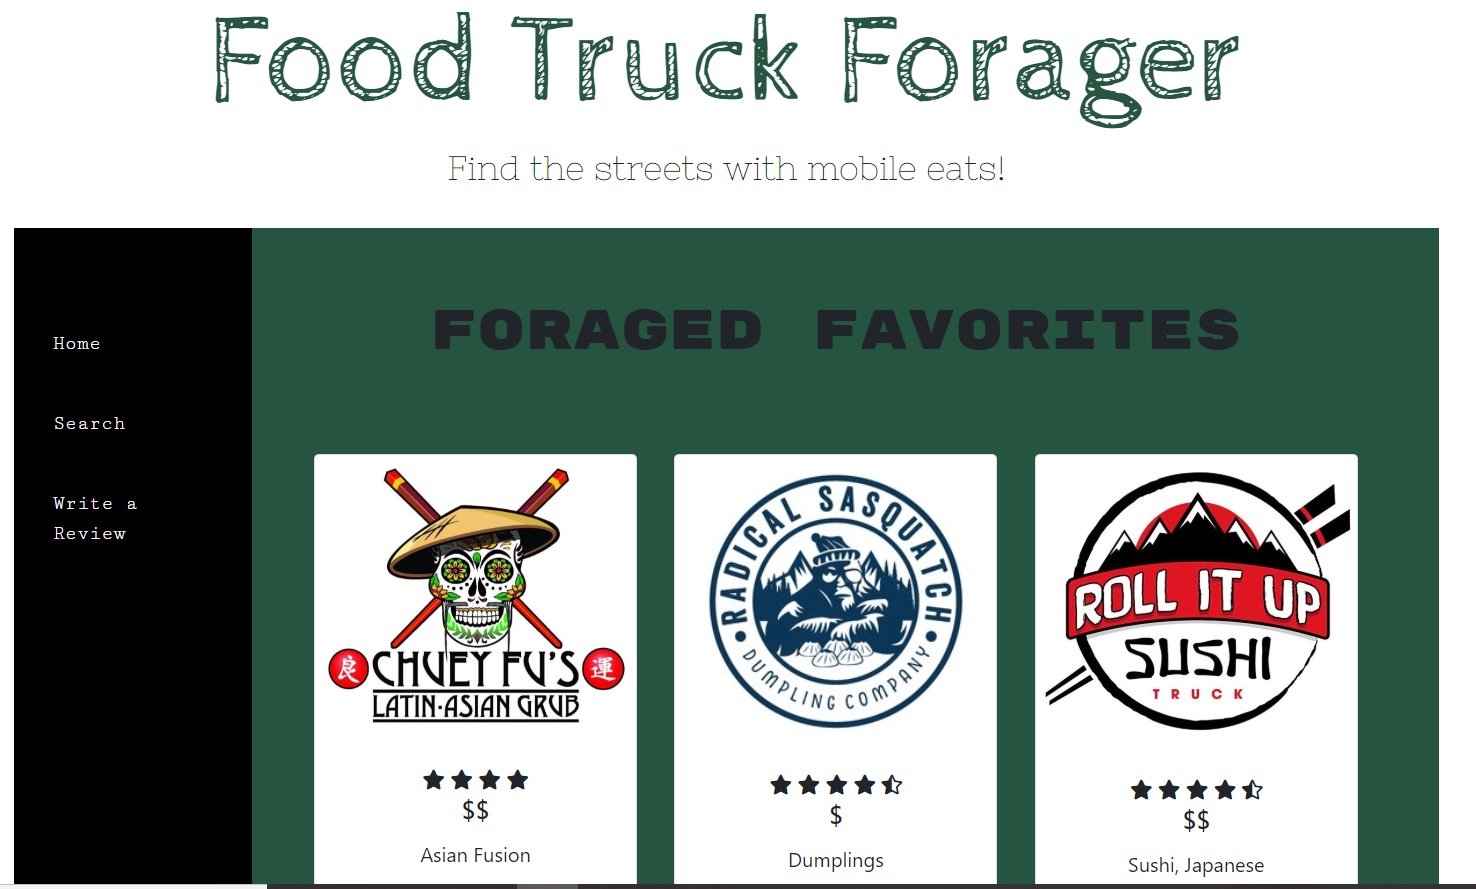 Food Truck Forager
Find the streets with mobile eats!
Home
Search
Write a
Review
FORAGED FAVORITES
良 CHUEY FU'S 運
LATIN-ASIAN GRUB
$$
Asian Fusion
RADICAL SASQUATCH
DUMPLING COMPANY
$
Dumplings
ROLL IT UP
SUSHI
TRUCK
$$
Sushi, Japanese